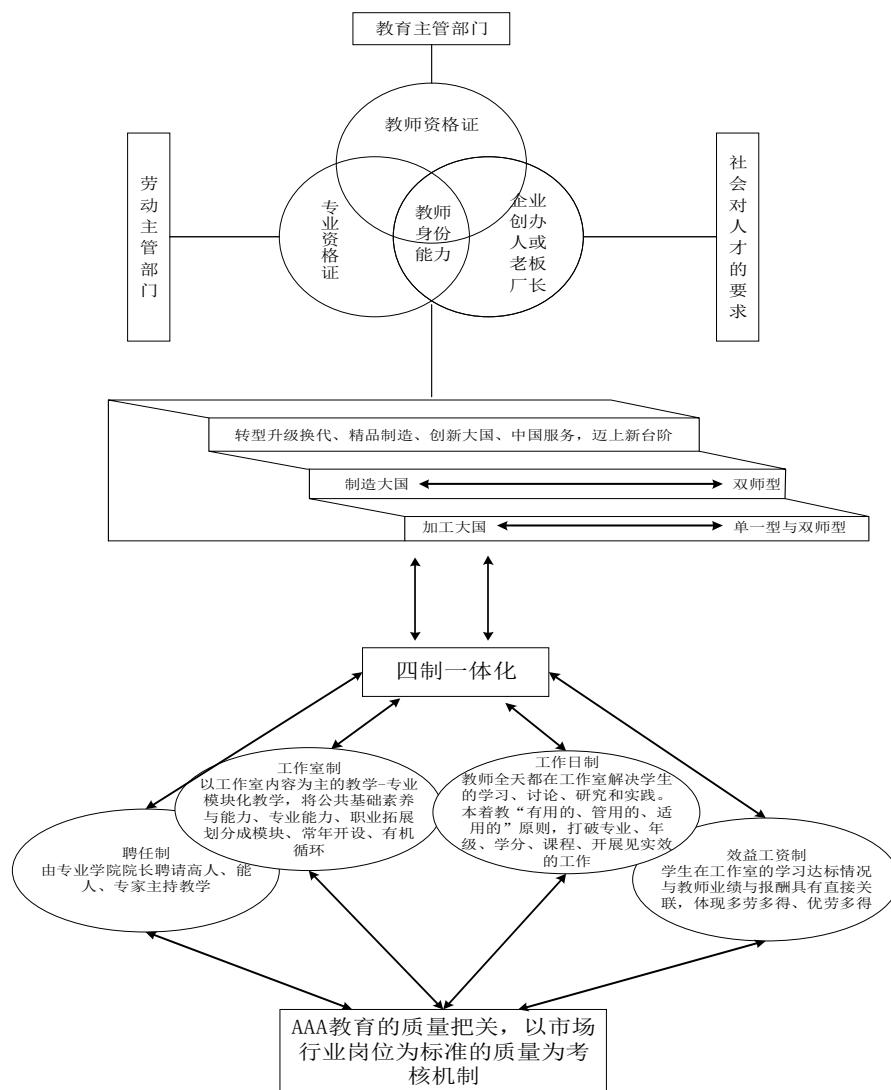 教育主管部门
教师资格证
劳动主管部门
专业资格证
教师
身份
能力
企业
创办
人或
老板
厂长
社会对人才的要求
转型升级换代、精品制造、创新大国、中国服务，迈上新台阶
制造大国
双师型
加工大国
单一型与双师型
四制一体化
工作室制
以工作室内容为主的教学-专业
模块化教学，将公共基础素养
与能力、专业能力、职业拓展
划分成模块、常年开设、有机
循环
工作日制
教师全天都在工作室解决学生
的学习、讨论、研究和实践。
本着教“有用的、管用的、适
用的”原则，打破专业、年
级、学分、课程、开展见实效
的工作
聘任制
由专业学院院长聘请高人、能
人、专家主持教学
效益工资制
学生在工作室的学习达标情况
与教师业绩与报酬具有直接关
联，体现多劳多得、优劳多得
AAA教育的质量把关，以市场
行业岗位为标准的质量为考
核机制